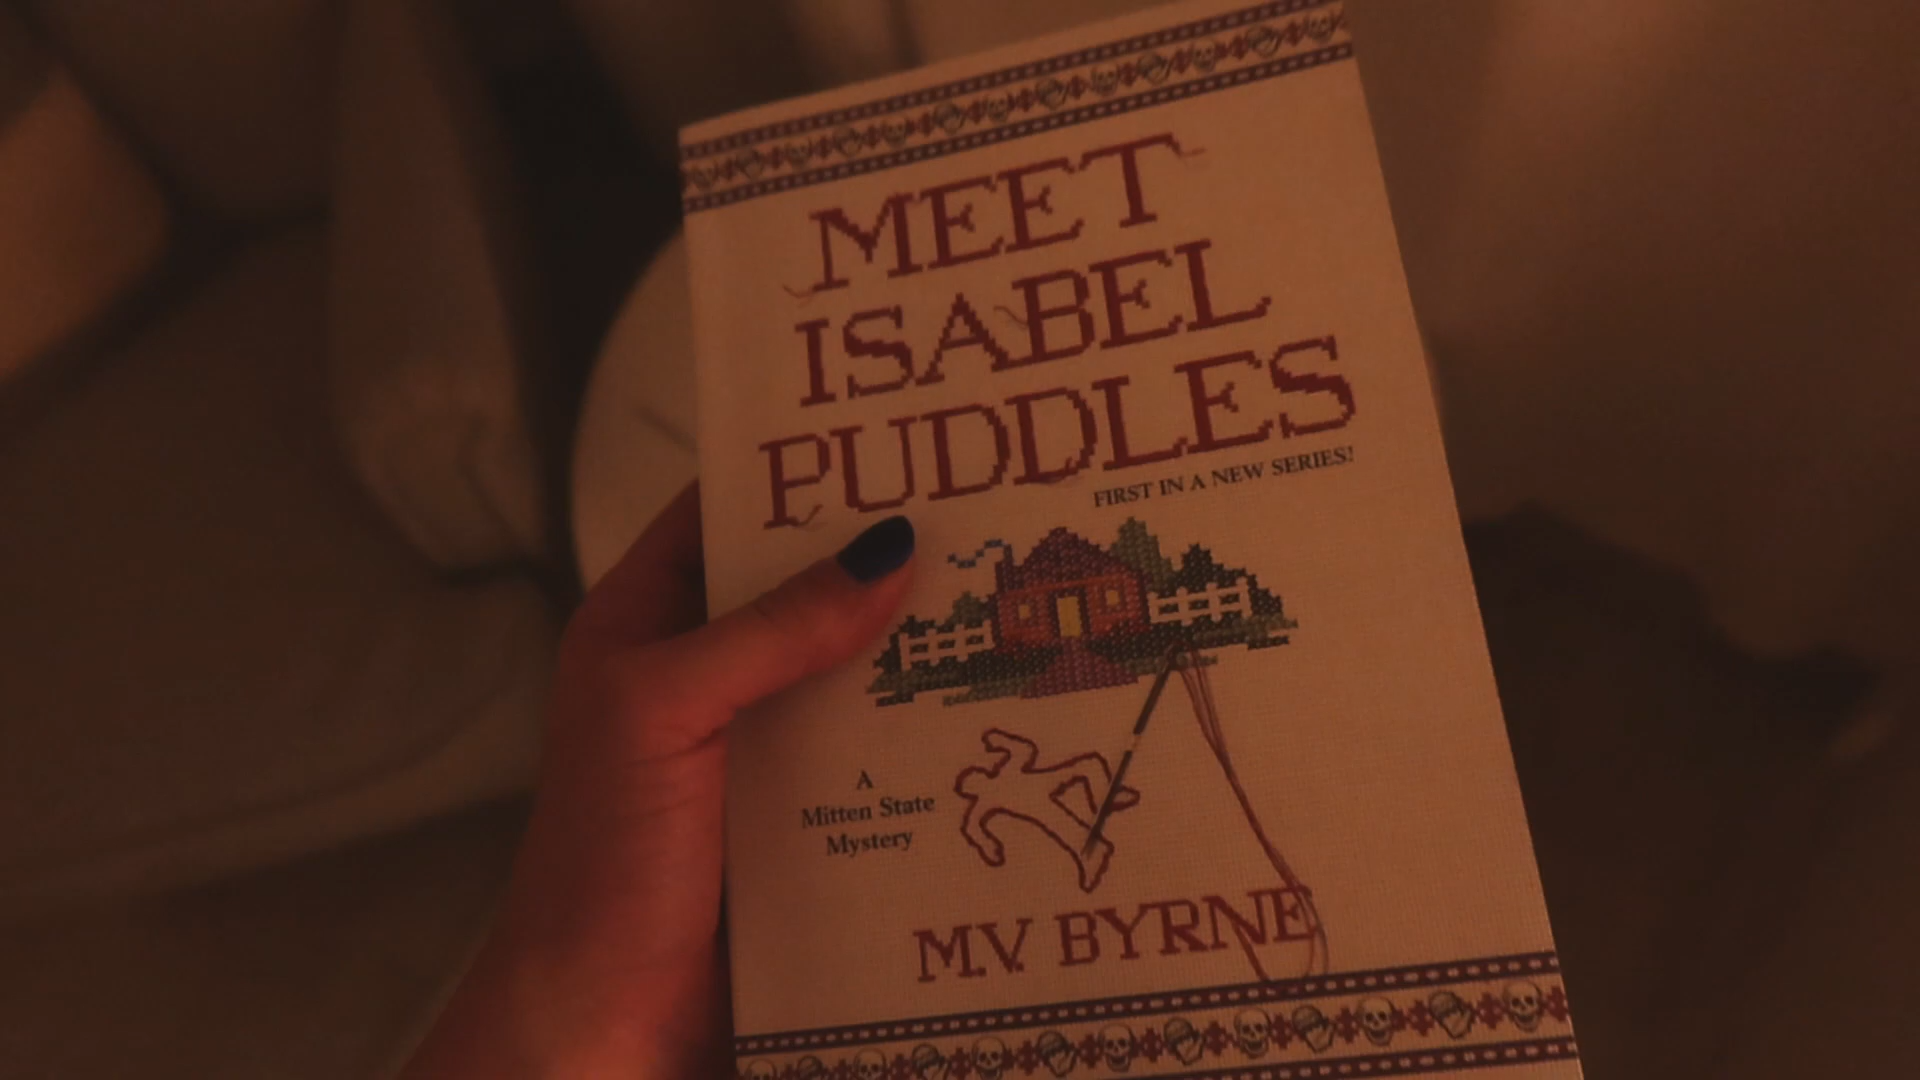 MEET
ISABEL
PUDDLES
FIRST IN A NEW SERIES!
A
Mitten State
Mystery
M.V. BYRNE